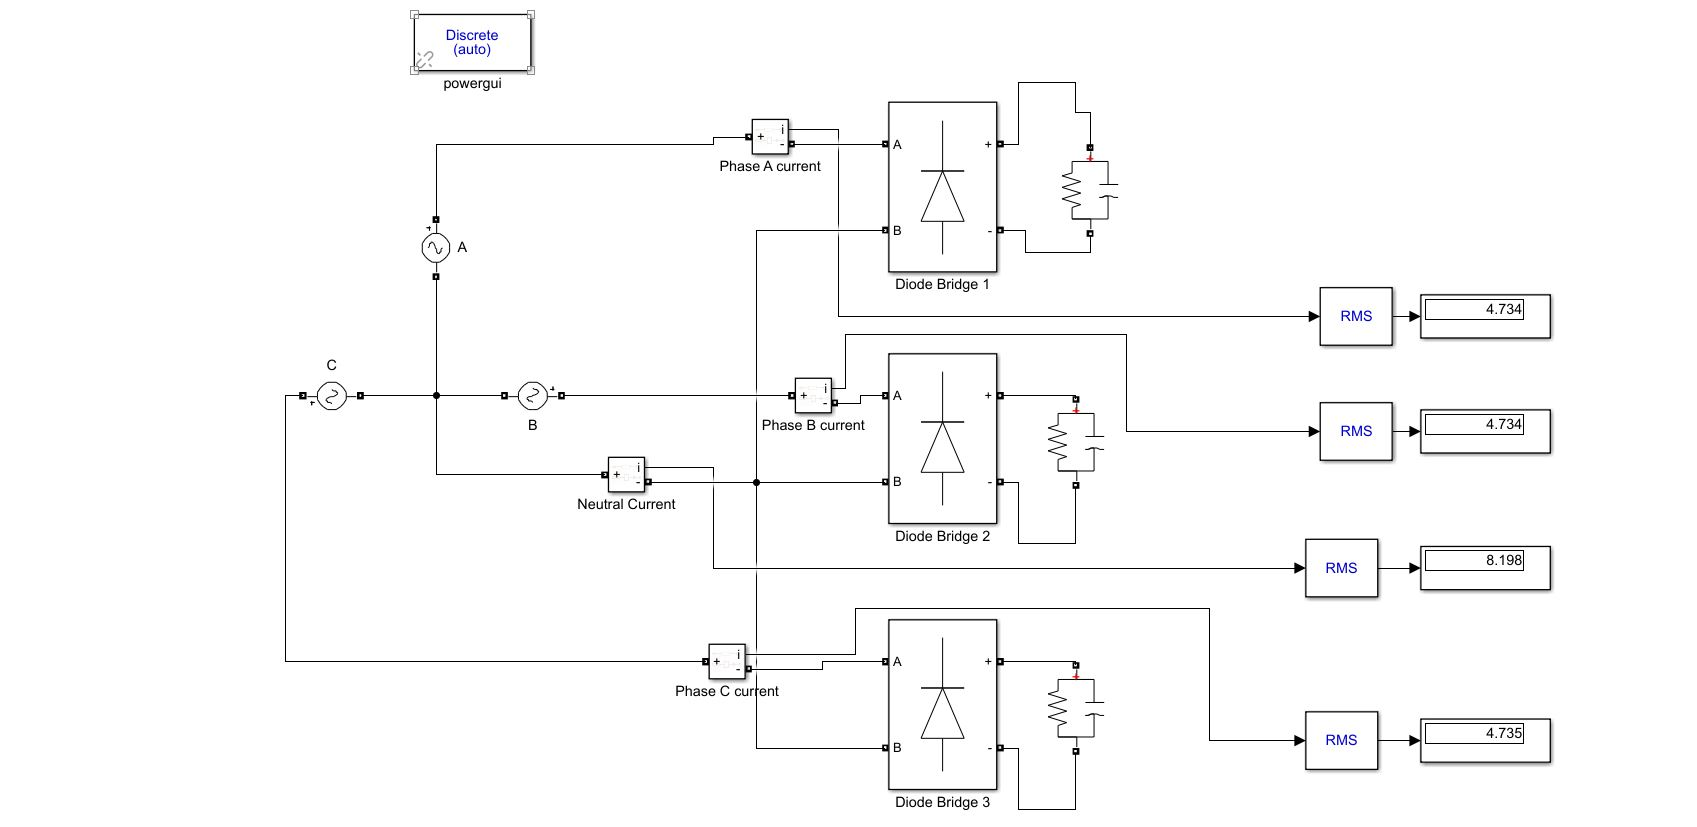 Discrete
(auto)
powergui
i
+
-
Phase A current
A
+
B
-
Diode Bridge 1
+
A
+
RMS
4.734
C
+
B
+
i
+
-
Phase B current
A
+
B
-
Diode Bridge 2
+
RMS
4.734
i
+
-
Neutral Current
RMS
8.198
i
+
-
Phase C current
A
+
B
-
Diode Bridge 3
+
RMS
4.735